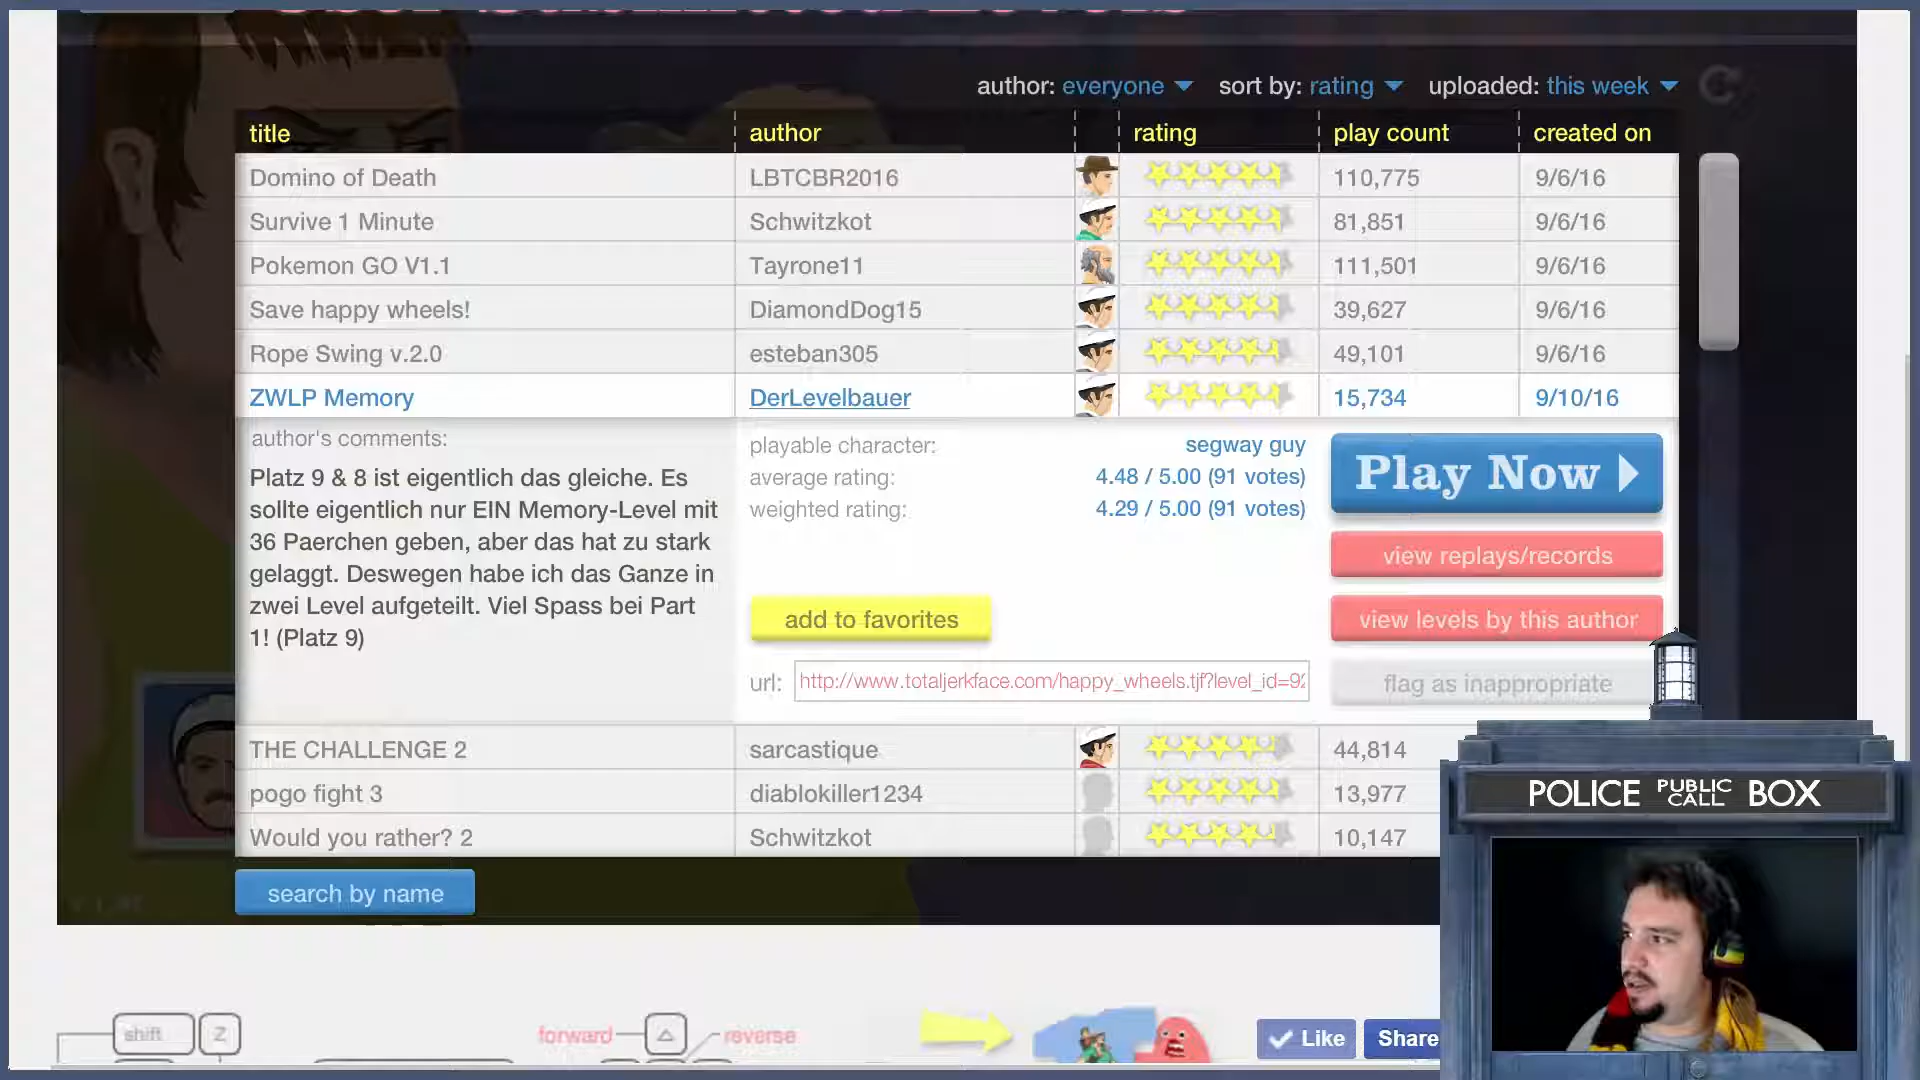 author: everyone sort by: rating uploaded: this week
title author rating play count created on
Domino of Death LBTCBR2016 110,775 9/6/16
Survive 1 Minute Schwitzkot 81,851 9/6/16
Pokemon GO V1.1 Tayrone11 111,501 9/6/16
Save happy wheels! DiamondDog15 39,627 9/6/16
Rope Swing v.2.0 esteban305 49,101 9/6/16
ZWLP Memory DerLevelbauer 15,734 9/10/16
author's comments:
Platz 9 & 8 ist eigentlich das gleiche. Es
sollte eigentlich nur EIN Memory-Level mit
36 Paerchen geben, aber das hat zu stark
gelaggt. Deswegen habe ich das Ganze in
zwei Level aufgeteilt. Viel Spass bei Part
1! (Platz 9)
playable character: segway guy
average rating: 4.48 / 5.00 (91 votes)
weighted rating: 4.29 / 5.00 (91 votes)
add to favorites
url: http://www.totaljerkface.com/happy_wheels.tjf?level_id=92
Play Now
view replays/records
view levels by this author
flag as inappropriate
THE CHALLENGE 2 sarcastique 44,814
pogo fight 3 diablokiller1234 13,977
Would you rather? 2 Schwitzkot 10,147
search by name
POLICE PUBLIC CALL BOX
shift Z
forward reverse
Like Share